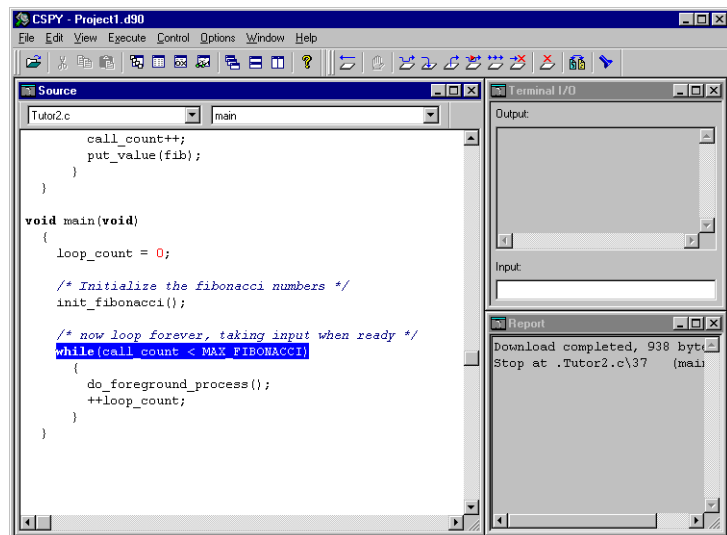 CSPY - Project1.d90
File Edit View Execute Control Options Window Help
Source
Tutor2.c main
call_count++;
put_value(fib);
}
}
void main(void)
{
loop_count = 0;
/* Initialize the fibonacci numbers */
init_fibonacci();
/* now loop forever, taking input when ready */
while(call_count < MAX_FIBONACCI)
{
do_foreground_process();
++loop_count;
}
}
Terminal I/O
Output:
Input:
Report
Download completed, 938 byt
Stop at .Tutor2.c\37 (mai